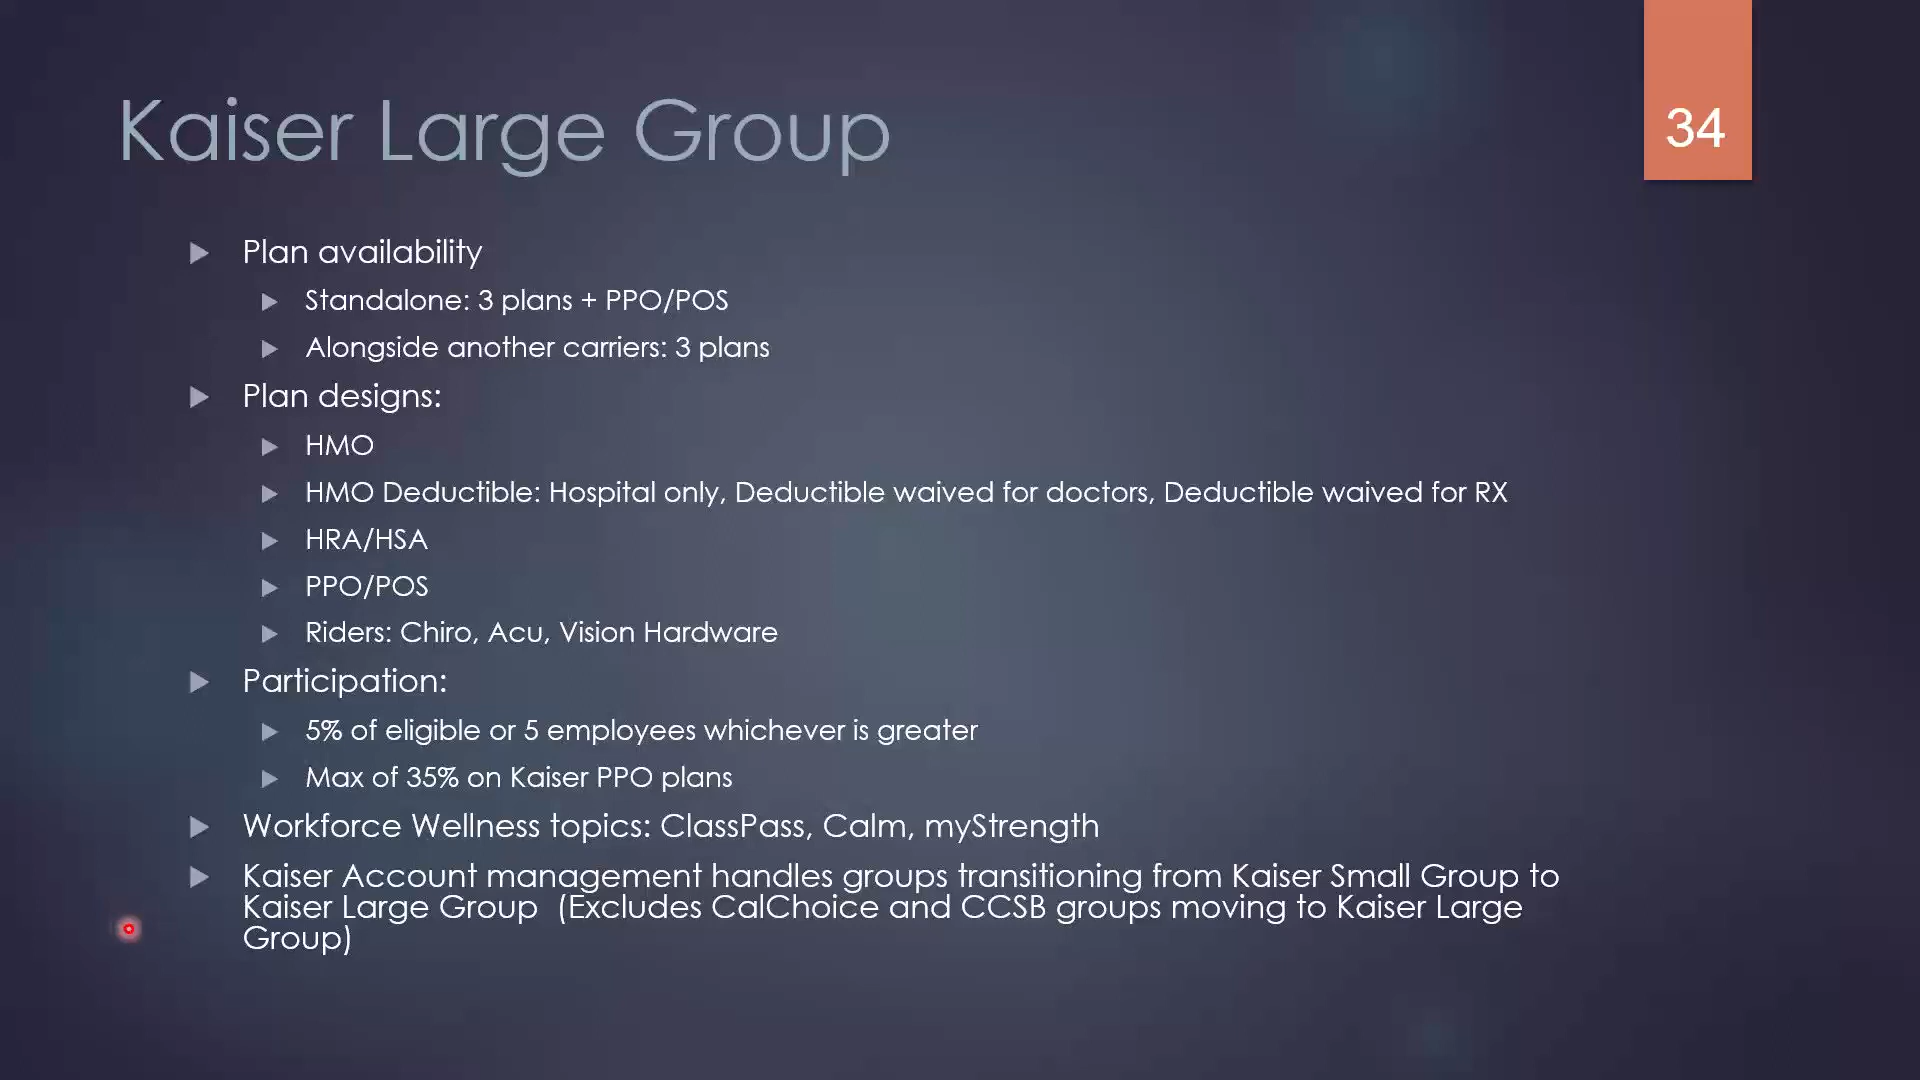 Kaiser Large Group
34
Plan availability
Standalone: 3 plans + PPO/POS
Alongside another carriers: 3 plans
Plan designs:
HMO
HMO Deductible: Hospital only, Deductible waived for doctors, Deductible waived for RX
HRA/HSA
PPO/POS
Riders: Chiro, Acu, Vision Hardware
Participation:
5% of eligible or 5 employees whichever is greater
Max of 35% on Kaiser PPO plans
Workforce Wellness topics: ClassPass, Calm, myStrength
Kaiser Account management handles groups transitioning from Kaiser Small Group to
Kaiser Large Group  (Excludes CalChoice and CCSB groups moving to Kaiser Large
Group)